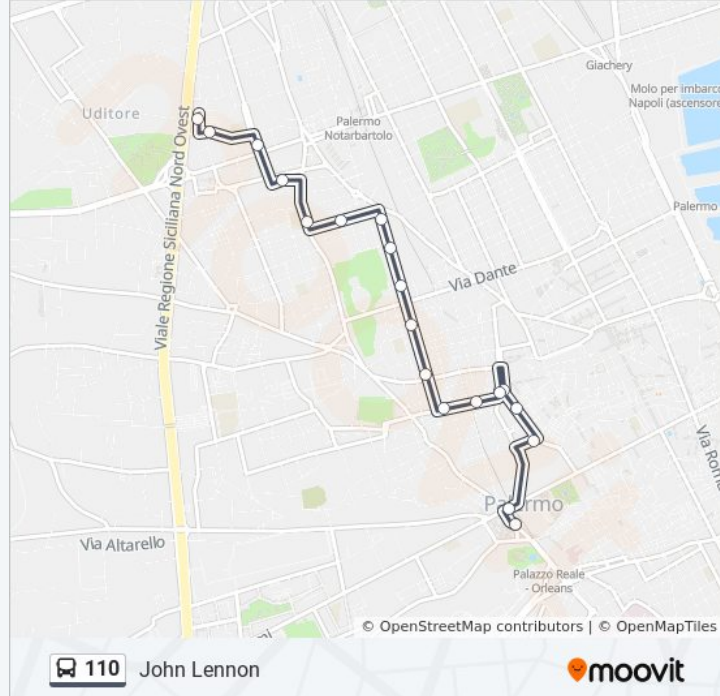 Giachery
Molo per imbarco
Napoli (ascensore
Uditore
Palermo
Notarbartolo
Viale Regione Siciliana Nord Ovest
Palermo
Via Dante
Via Roma
Palermo
Via Altarello
Palazzo Reale
- Orleans
© OpenStreetMap contributors | © OpenMapTiles
110 John Lennon
moovit